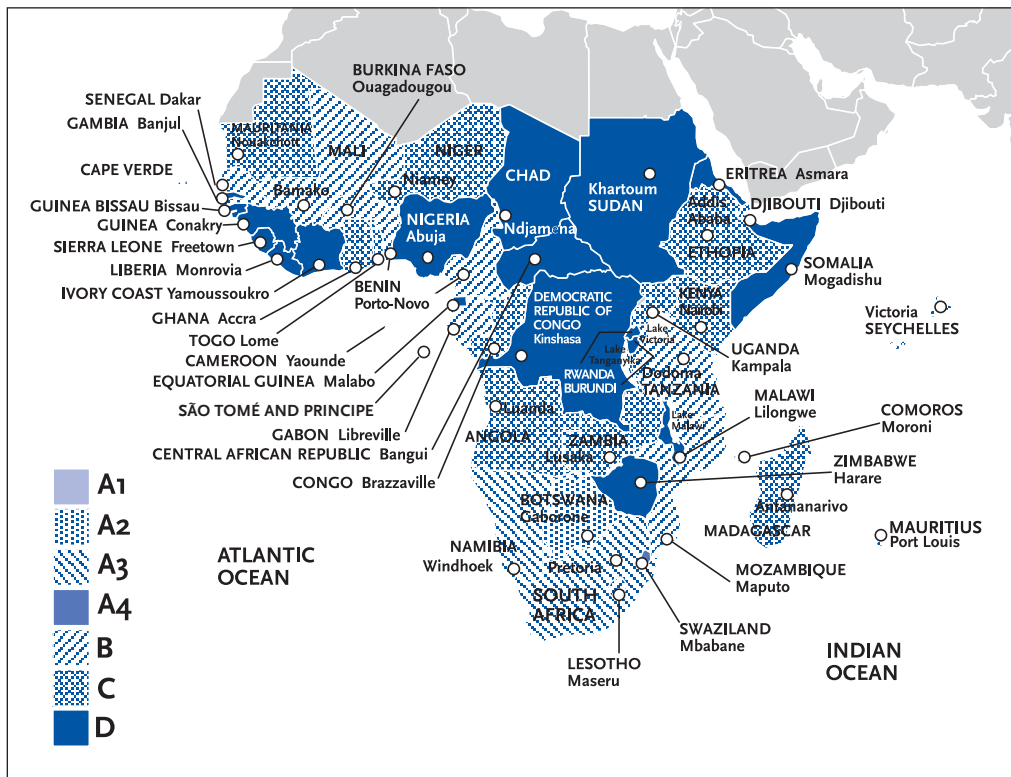 BURKINA FASO
Ouagadougou
SENEGAL Dakar
GAMBIA Banjul
MAURITANIA
Nouakchott
MALI
NIGER
CAPE VERDE
CHAD
Khartoum
SUDAN
ERITREA Asmara
Bamako
Niamey
Addis
Ababa
DJIBOUTI Djibouti
GUINEA BISSAU Bissau
NIGERIA
Abuja
Ndjamena
GUINEA Conakry
ETHIOPIA
SIERRA LEONE Freetown
SOMALIA
Mogadishu
LIBERIA Monrovia
IVORY COAST Yamoussoukro
BENIN
Porto-Novo
DEMOCRATIC
REPUBLIC OF
CONGO
Kinshasa
KENYA
Nairobi
Victoria
SEYCHELLES
GHANA Accra
TOGO Lome
Lake
Victoria
Lake
Tanganyika
UGANDA
Kampala
CAMEROON Yaounde
Dodoma
TANZANIA
RWANDA
BURUNDI
EQUATORIAL GUINEA Malabo
MALAWI
Lilongwe
SÃO TOMÉ AND PRINCIPE
Luanda
Lake
Malawi
COMOROS
Moroni
GABON Libreville
ANGOLA
ZAMBIA
Lusaka
CENTRAL AFRICAN REPUBLIC Bangui
ZIMBABWE
Harare
CONGO Brazzaville
A1
BOTSWANA
Gaborone
Antananarivo
A2
MADAGASCAR
MAURITIUS
Port Louis
ATLANTIC
OCEAN
NAMIBIA
Windhoek
Pretoria
A3
MOZAMBIQUE
Maputo
SOUTH
AFRICA
A4
SWAZILAND
Mbabane
B
LESOTHO
Maseru
INDIAN
OCEAN
C
D